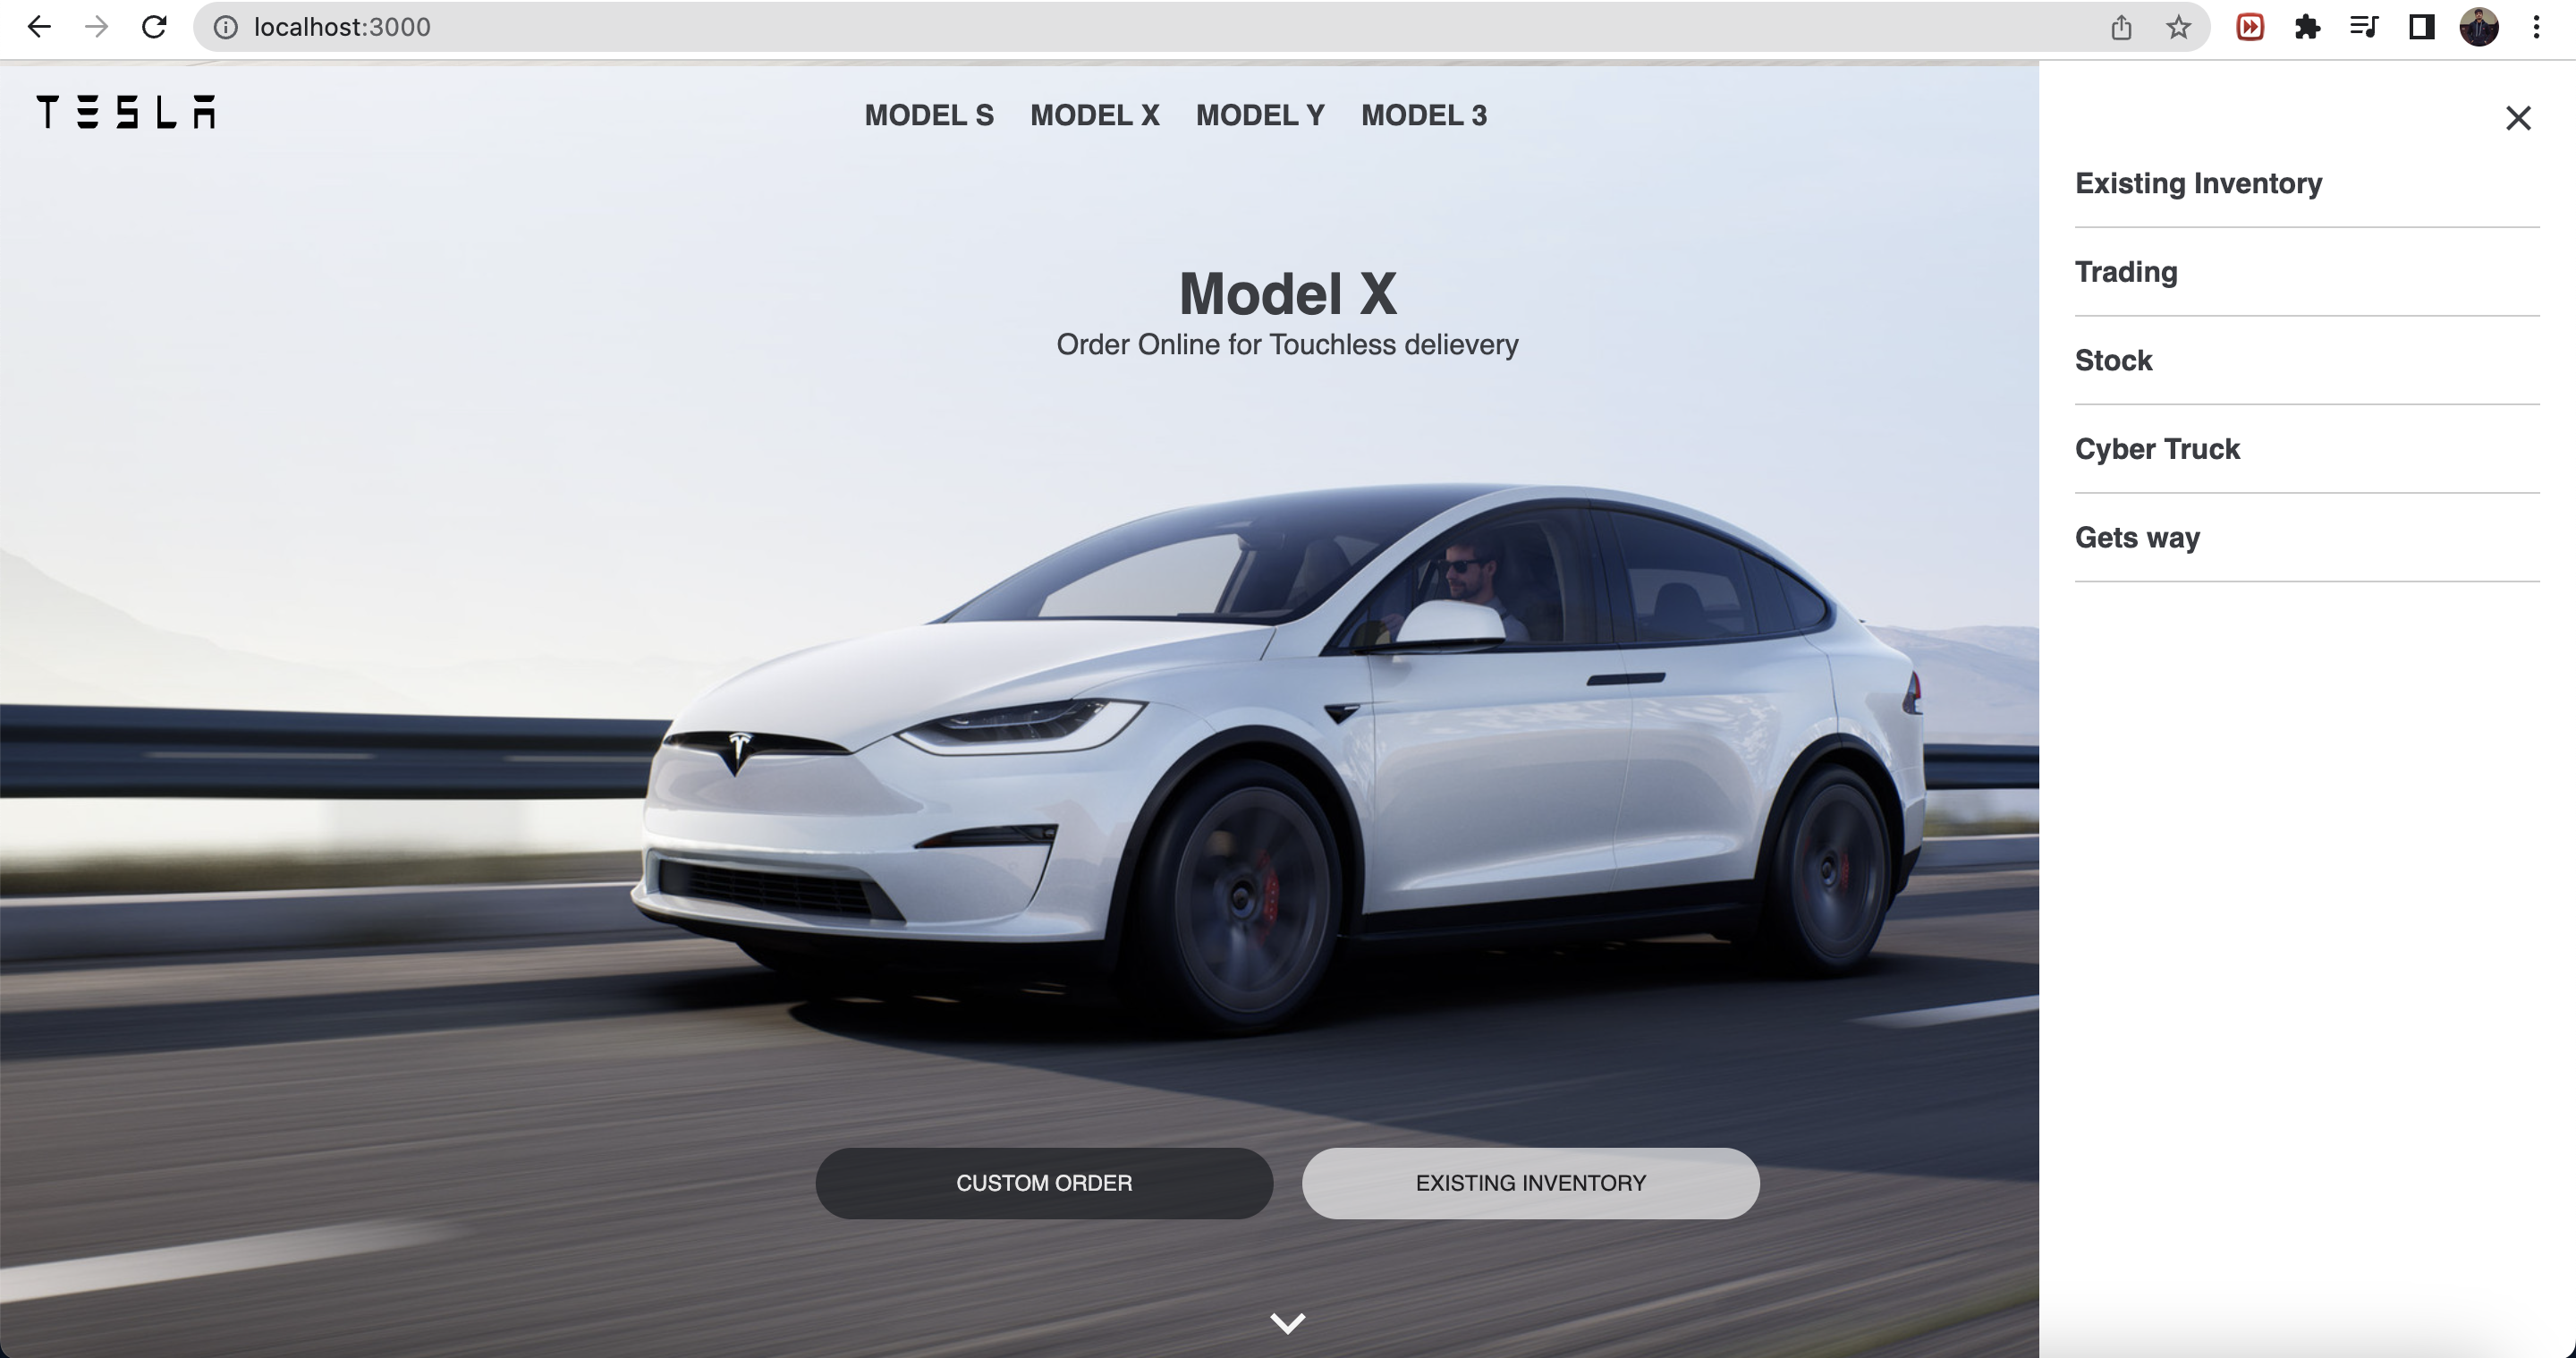 localhost:3000
TESLA
MODEL S MODEL X MODEL Y MODEL 3
Model X
Order Online for Touchless delievery
CUSTOM ORDER
EXISTING INVENTORY
Existing Inventory
Trading
Stock
Cyber Truck
Gets way